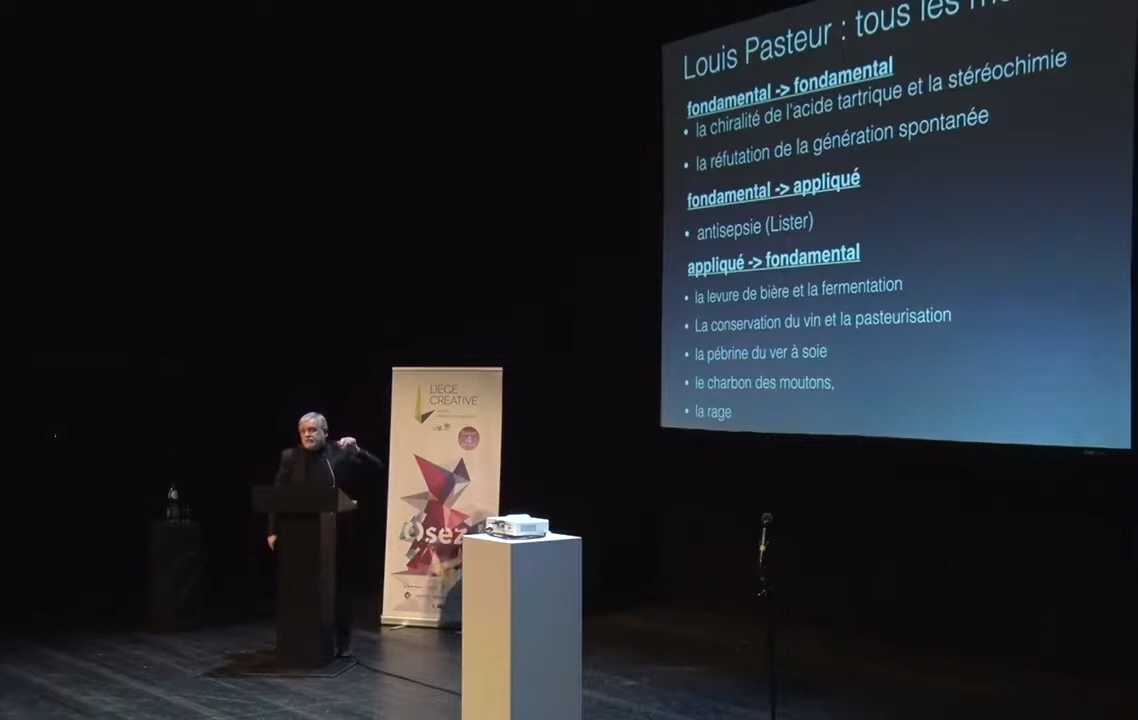 Louis Pasteur : tous les
fondamental -> fondamental
• la chiralité de l'acide tartrique et la stéréochimie
• la réfutation de la génération spontanée
fondamental -> appliqué
• antisepsie (Lister)
appliqué -> fondamental
• la levure de bière et la fermentation
• La conservation du vin et la pasteurisation
• la pébrine du ver à soie
• le charbon des moutons,
• la rage
LIEGE
CREATIVE
Osez